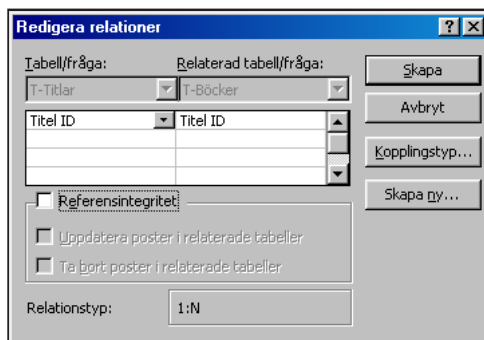 Redigera relationer
Tabell/fråga:
Relaterad tabell/fråga:
T-Titlar
T-Böcker
Titel ID
Titel ID
Referensintegritet
Uppdatera poster i relaterade tabeller
Ta bort poster i relaterade tabeller
Relationstyp:
1:N
Skapa
Avbryt
Kopplingstyp...
Skapa ny...